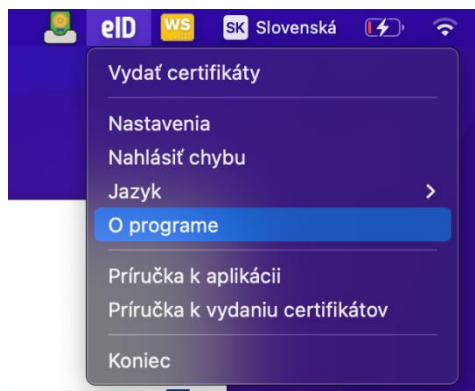 eID WS SK Slovenská
Vydať certifikáty
Nastavenia
Nahlásiť chybu
Jazyk
O programe
Príručka k aplikácii
Príručka k vydaniu certifikátov
Koniec